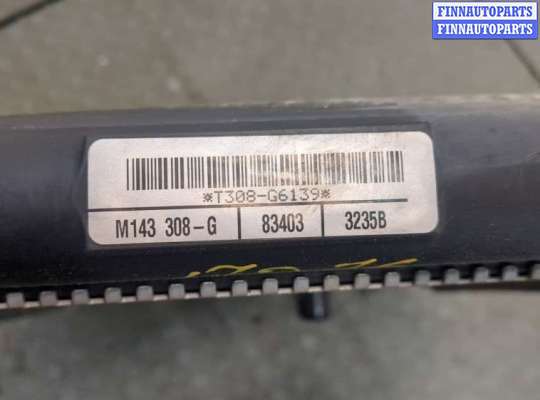 FINNAUTOPARTS
FINNAUTOPARTS
*T308-G6139*
M143 308-G 83403 3235B